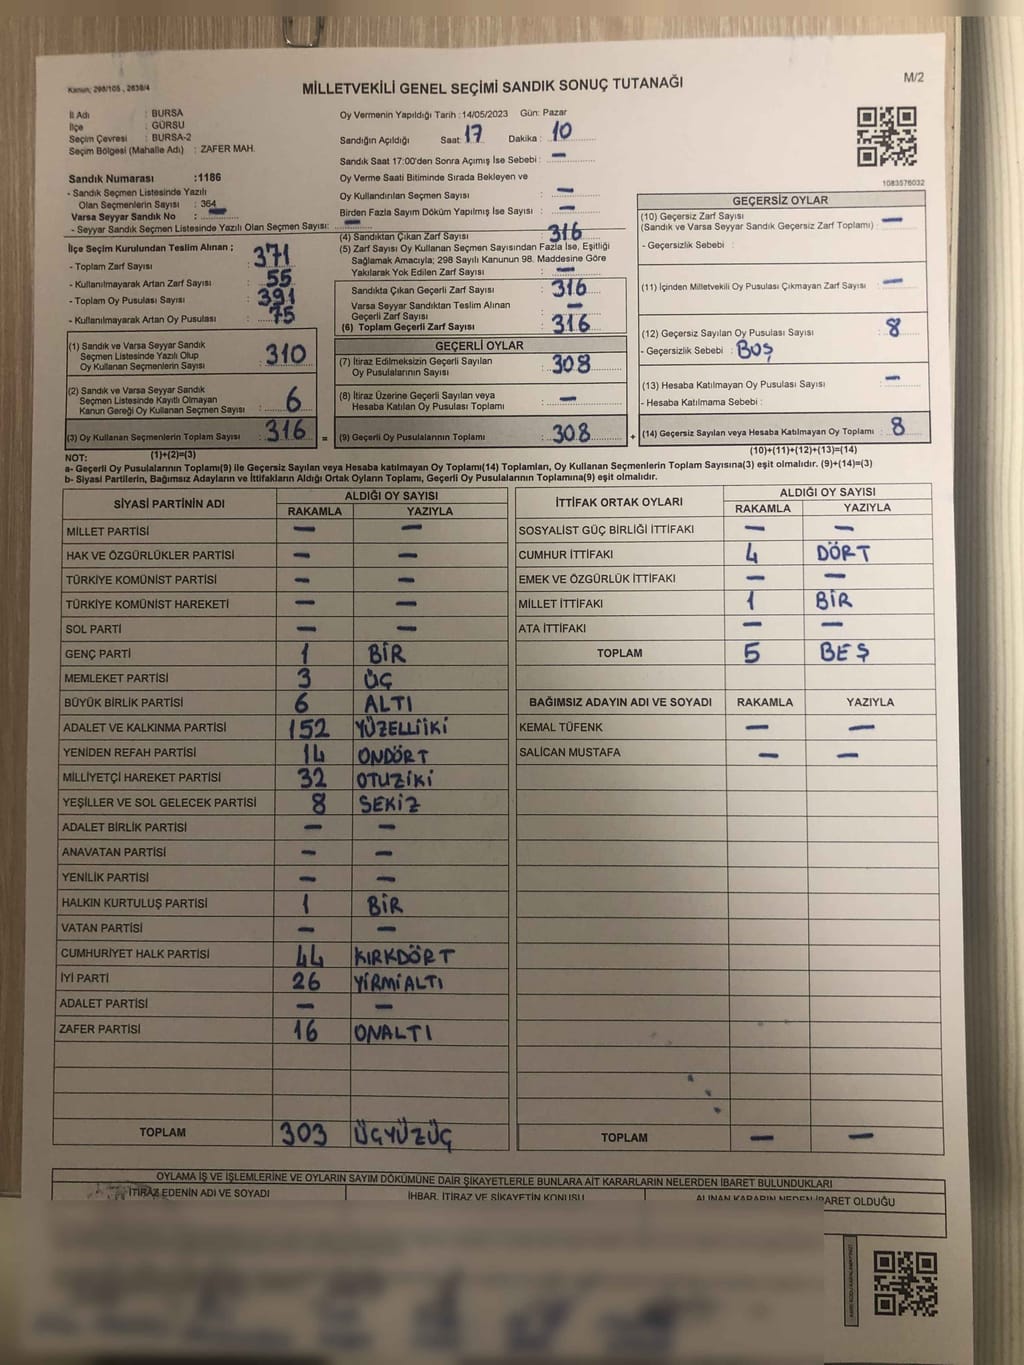 Kanun, 298/105, 2839/4
MİLLETVEKİLİ GENEL SEÇİMİ SANDIK SONUÇ TUTANAĞI
M/2
İl Adı : BURSA
İlçe : GÜRSU
Seçim Çevresi : BURSA-2
Seçim Bölgesi (Mahalle Adı) : ZAFER MAH.
Sandık Numarası :1186
- Sandık Seçmen Listesinde Yazılı
Olan Seçmenlerin Sayısı : 364
Varsa Seyyar Sandık No : —
- Seyyar Sandık Seçmen Listesinde Yazılı Olan Seçmen Sayısı: —
Oy Vermenin Yapıldığı Tarih :14/05/2023 Gün: Pazar
Sandığın Açıldığı Saat: 17 Dakika : 10
Sandık Saat 17:00'den Sonra Açımış İse Sebebi : —
Oy Verme Saati Bitiminde Sırada Bekleyen ve
Oy Kullandırılan Seçmen Sayısı : —
Birden Fazla Sayım Döküm Yapılmış İse Sayısı : —
1083576032
İlçe Seçim Kurulundan Teslim Alınan ;
- Toplam Zarf Sayısı : 371
- Kullanılmayarak Artan Zarf Sayısı : 55
- Toplam Oy Pusulası Sayısı : 391
- Kullanılmayarak Artan Oy Pusulası : 75
(1) Sandık ve Varsa Seyyar Sandık
Seçmen Listesinde Yazılı Olup
Oy Kullanan Seçmenlerin Sayısı : 310
(2) Sandık ve Varsa Seyyar Sandık
Seçmen Listesinde Kayıtlı Olmayan
Kanun Gereği Oy Kullanan Seçmen Sayısı : 6
(3) Oy Kullanan Seçmenlerin Toplam Sayısı : 316 =
(1)+(2)=(3)
(4) Sandıktan Çıkan Zarf Sayısı : 316
(5) Zarf Sayısı Oy Kullanan Seçmen Sayısından Fazla İse, Eşitliği
Sağlamak Amacıyla; 298 Sayılı Kanunun 98. Maddesine Göre
Yakılarak Yok Edilen Zarf Sayısı : —
Sandıkta Çıkan Geçerli Zarf Sayısı : 316
Varsa Seyyar Sandıktan Teslim Alınan
Geçerli Zarf Sayısı : —
(6) Toplam Geçerli Zarf Sayısı : 316
GEÇERLİ OYLAR
(7) İtiraz Edilmeksizin Geçerli Sayılan
Oy Pusulalarının Sayısı : 308
(8) İtiraz Üzerine Geçerli Sayılan veya
Hesaba Katılan Oy Pusulası Toplamı : —
(9) Geçerli Oy Pusulalarının Toplamı : 308 +
GEÇERSİZ OYLAR
(10) Geçersiz Zarf Sayısı
(Sandık ve Varsa Seyyar Sandık Geçersiz Zarf Toplamı) : —
- Geçersizlik Sebebi :
(11) İçinden Milletvekili Oy Pusulası Çıkmayan Zarf Sayısı : —
(12) Geçersiz Sayılan Oy Pusulası Sayısı : 8
- Geçersizlik Sebebi : BOŞ
(13) Hesaba Katılmayan Oy Pusulası Sayısı : —
- Hesaba Katılmama Sebebi :
(14) Geçersiz Sayılan veya Hesaba Katılmayan Oy Toplamı : 8
(10)+(11)+(12)+(13)=(14)
NOT:
a- Geçerli Oy Pusulalarının Toplamı(9) ile Geçersiz Sayılan veya Hesaba katılmayan Oy Toplamı(14) Toplamları, Oy Kullanan Seçmenlerin Toplam Sayısına(3) eşit olmalıdır. (9)+(14)=(3)
b- Siyasi Partilerin, Bağımsız Adayların ve İttifakların Aldığı Ortak Oyların Toplamı, Geçerli Oy Pusulalarının Toplamına(9) eşit olmalıdır.
SİYASİ PARTİNİN ADI ALDIĞI OY SAYISI
RAKAMLA YAZIYLA
MİLLET PARTİSİ — —
HAK VE ÖZGÜRLÜKLER PARTİSİ — —
TÜRKİYE KOMÜNİST PARTİSİ — —
TÜRKİYE KOMÜNİST HAREKETİ — —
SOL PARTİ — —
GENÇ PARTİ 1 BİR
MEMLEKET PARTİSİ 3 ÜÇ
BÜYÜK BİRLİK PARTİSİ 6 ALTI
ADALET VE KALKINMA PARTİSİ 152 YÜZELLİİKİ
YENİDEN REFAH PARTİSİ 14 ONDÖRT
MİLLİYETÇİ HAREKET PARTİSİ 32 OTUZİKİ
YEŞİLLER VE SOL GELECEK PARTİSİ 8 SEKİZ
ADALET BİRLİK PARTİSİ — —
ANAVATAN PARTİSİ — —
YENİLİK PARTİSİ — —
HALKIN KURTULUŞ PARTİSİ 1 BİR
VATAN PARTİSİ — —
CUMHURİYET HALK PARTİSİ 44 KIRKDÖRT
İYİ PARTİ 26 YİRMİALTI
ADALET PARTİSİ — —
ZAFER PARTİSİ 16 ONALTI
TOPLAM 303 ÜÇYÜZÜÇ
İTTİFAK ORTAK OYLARI ALDIĞI OY SAYISI
RAKAMLA YAZIYLA
SOSYALİST GÜÇ BİRLİĞİ İTTİFAKI — —
CUMHUR İTTİFAKI 4 DÖRT
EMEK VE ÖZGÜRLÜK İTTİFAKI — —
MİLLET İTTİFAKI 1 BİR
ATA İTTİFAKI — —
TOPLAM 5 BEŞ
BAĞIMSIZ ADAYIN ADI VE SOYADI RAKAMLA YAZIYLA
KEMAL TÜFENK — —
SALİCAN MUSTAFA — —
TOPLAM — —
OYLAMA İŞ VE İŞLEMLERİNE VE OYLARIN SAYIM DÖKÜMÜNE DAİR ŞİKAYETLERLE BUNLARA AİT KARARLARIN NELERDEN İBARET BULUNDUKLARI
İTİRAZ EDENİN ADI VE SOYADI İHBAR, İTİRAZ VE ŞİKAYETİN KONUSU ALINAN KARARIN NEDEN İBARET OLDUĞU